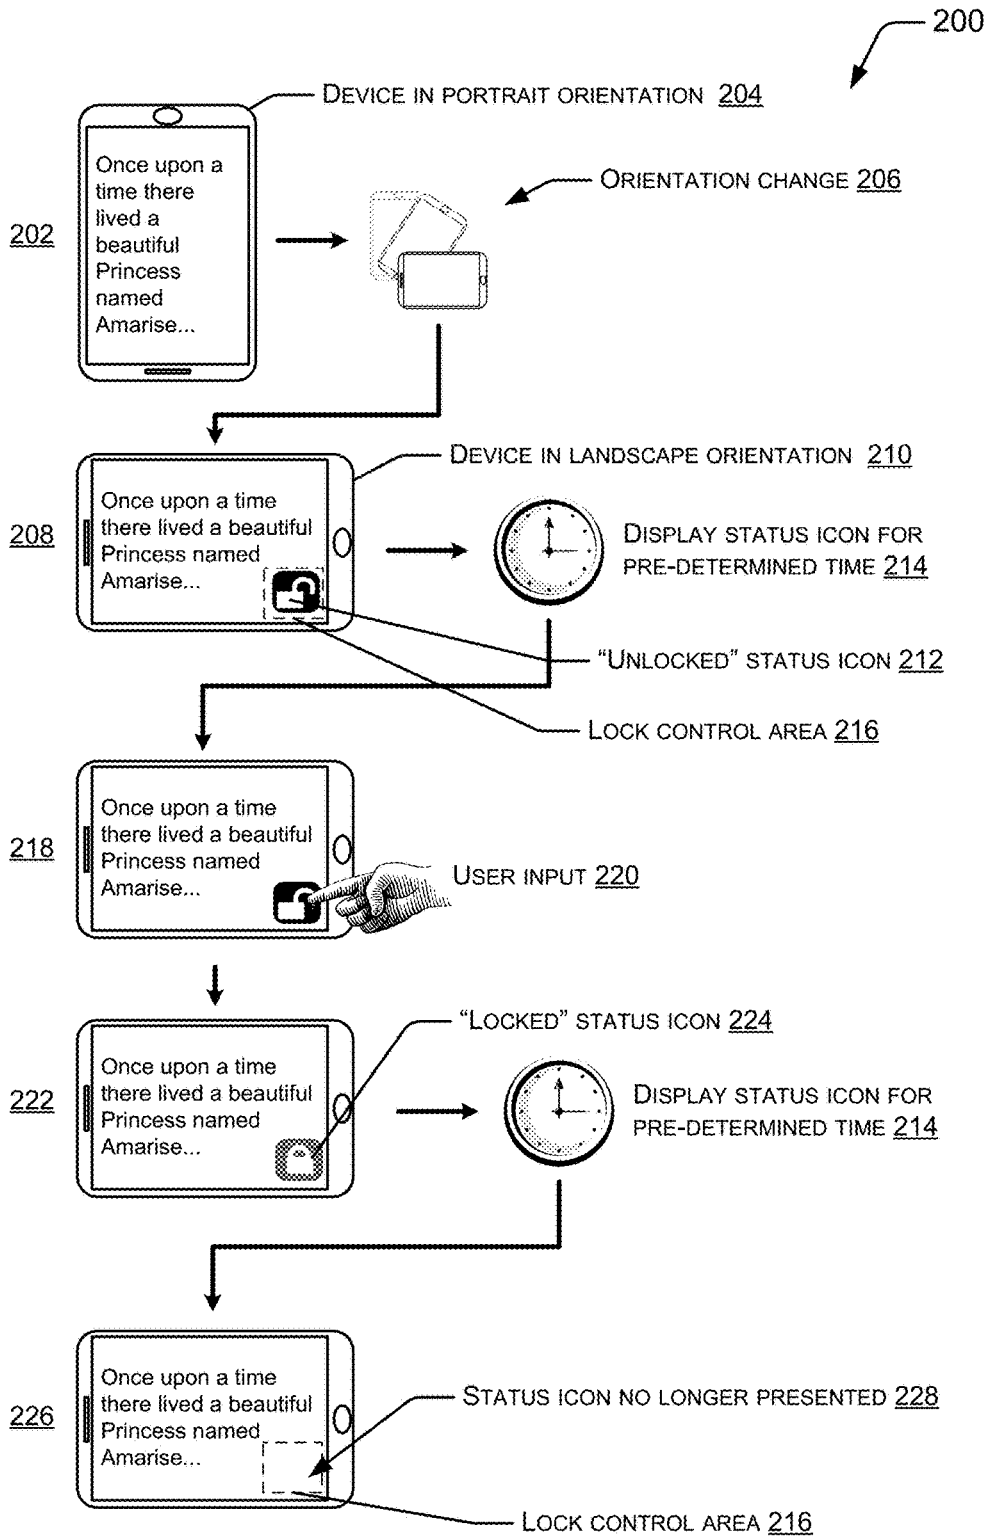 200
DEVICE IN PORTRAIT ORIENTATION 204
Once upon a
time there
lived a
beautiful
Princess
named
Amarise...
202
ORIENTATION CHANGE 206
DEVICE IN LANDSCAPE ORIENTATION 210
208
Once upon a time
there lived a beautiful
Princess named
Amarise...
DISPLAY STATUS ICON FOR
PRE-DETERMINED TIME 214
“UNLOCKED” STATUS ICON 212
LOCK CONTROL AREA 216
218
Once upon a time
there lived a beautiful
Princess named
Amarise...
USER INPUT 220
“LOCKED” STATUS ICON 224
222
Once upon a time
there lived a beautiful
Princess named
Amarise...
DISPLAY STATUS ICON FOR
PRE-DETERMINED TIME 214
226
Once upon a time
there lived a beautiful
Princess named
Amarise...
STATUS ICON NO LONGER PRESENTED 228
LOCK CONTROL AREA 216